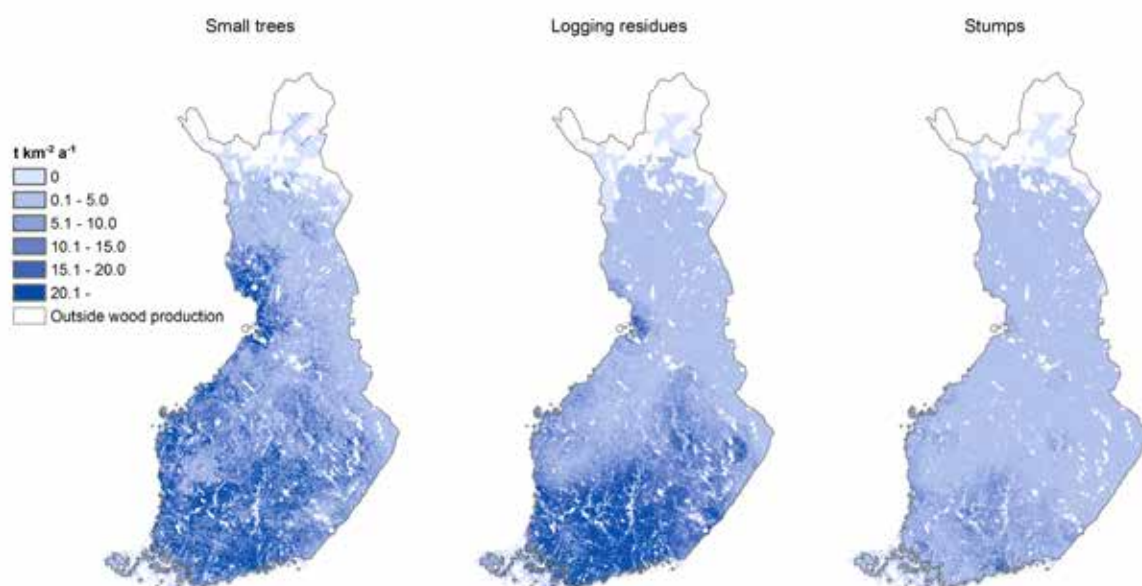 Small trees
Logging residues
Stumps
t km⁻² a⁻¹
0
0.1 - 5.0
5.1 - 10.0
10.1 - 15.0
15.1 - 20.0
20.1 -
Outside wood production